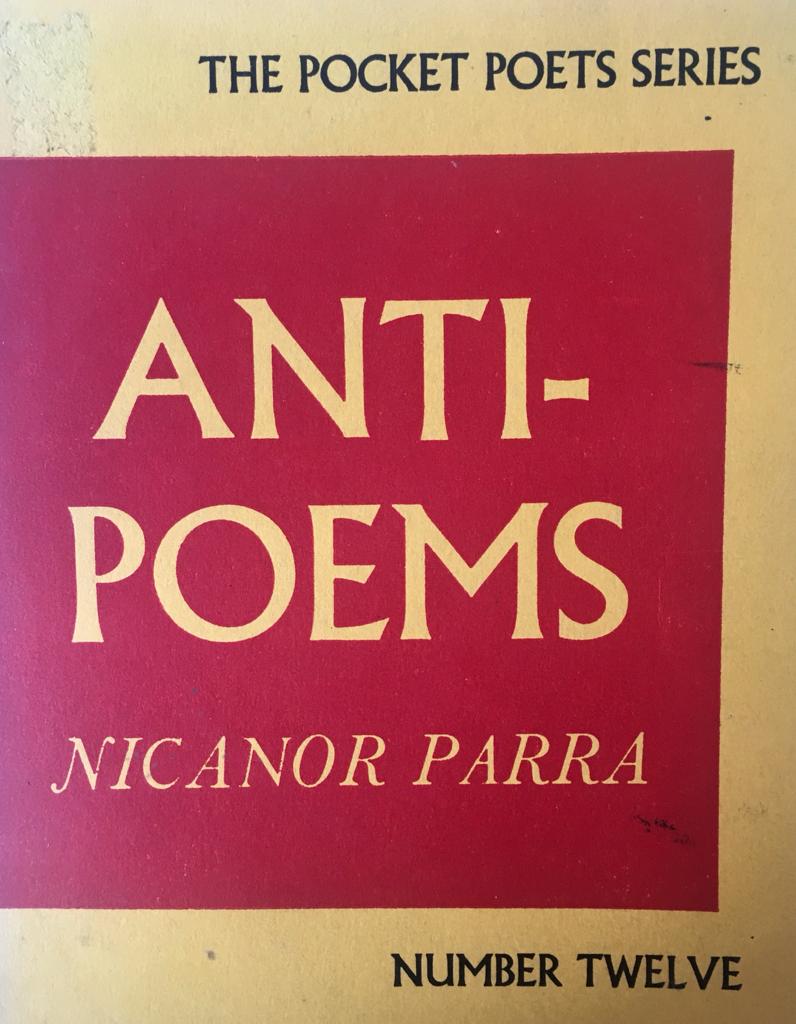 THE POCKET POETS SERIES
ANTI-
POEMS
NICANOR PARRA
NUMBER TWELVE